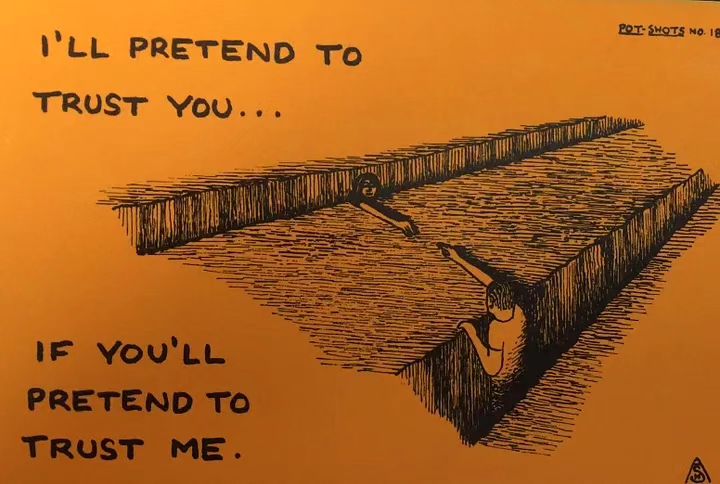 POT-SHOTS NO. 18
I'LL PRETEND TO
TRUST YOU...
IF YOU'LL
PRETEND TO
TRUST ME.